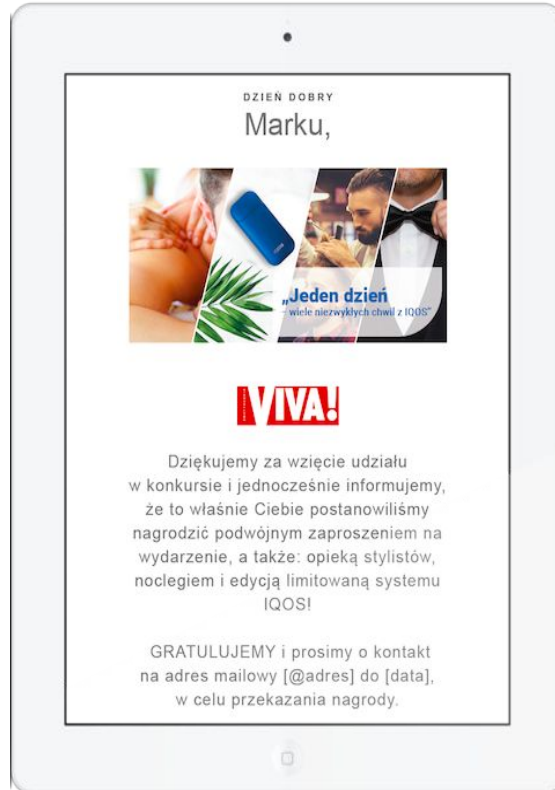 DZIEŃ DOBRY
Marku,
„Jeden dzień
– wiele niezwykłych chwil z IQOS”
VIVA!
Dziękujemy za wzięcie udziału
w konkursie i jednocześnie informujemy,
że to właśnie Ciebie postanowiliśmy
nagrodzić podwójnym zaproszeniem na
wydarzenie, a także: opieką stylistów,
noclegiem i edycją limitowaną systemu
IQOS!
GRATULUJEMY i prosimy o kontakt
na adres mailowy [@adres] do [data],
w celu przekazania nagrody.